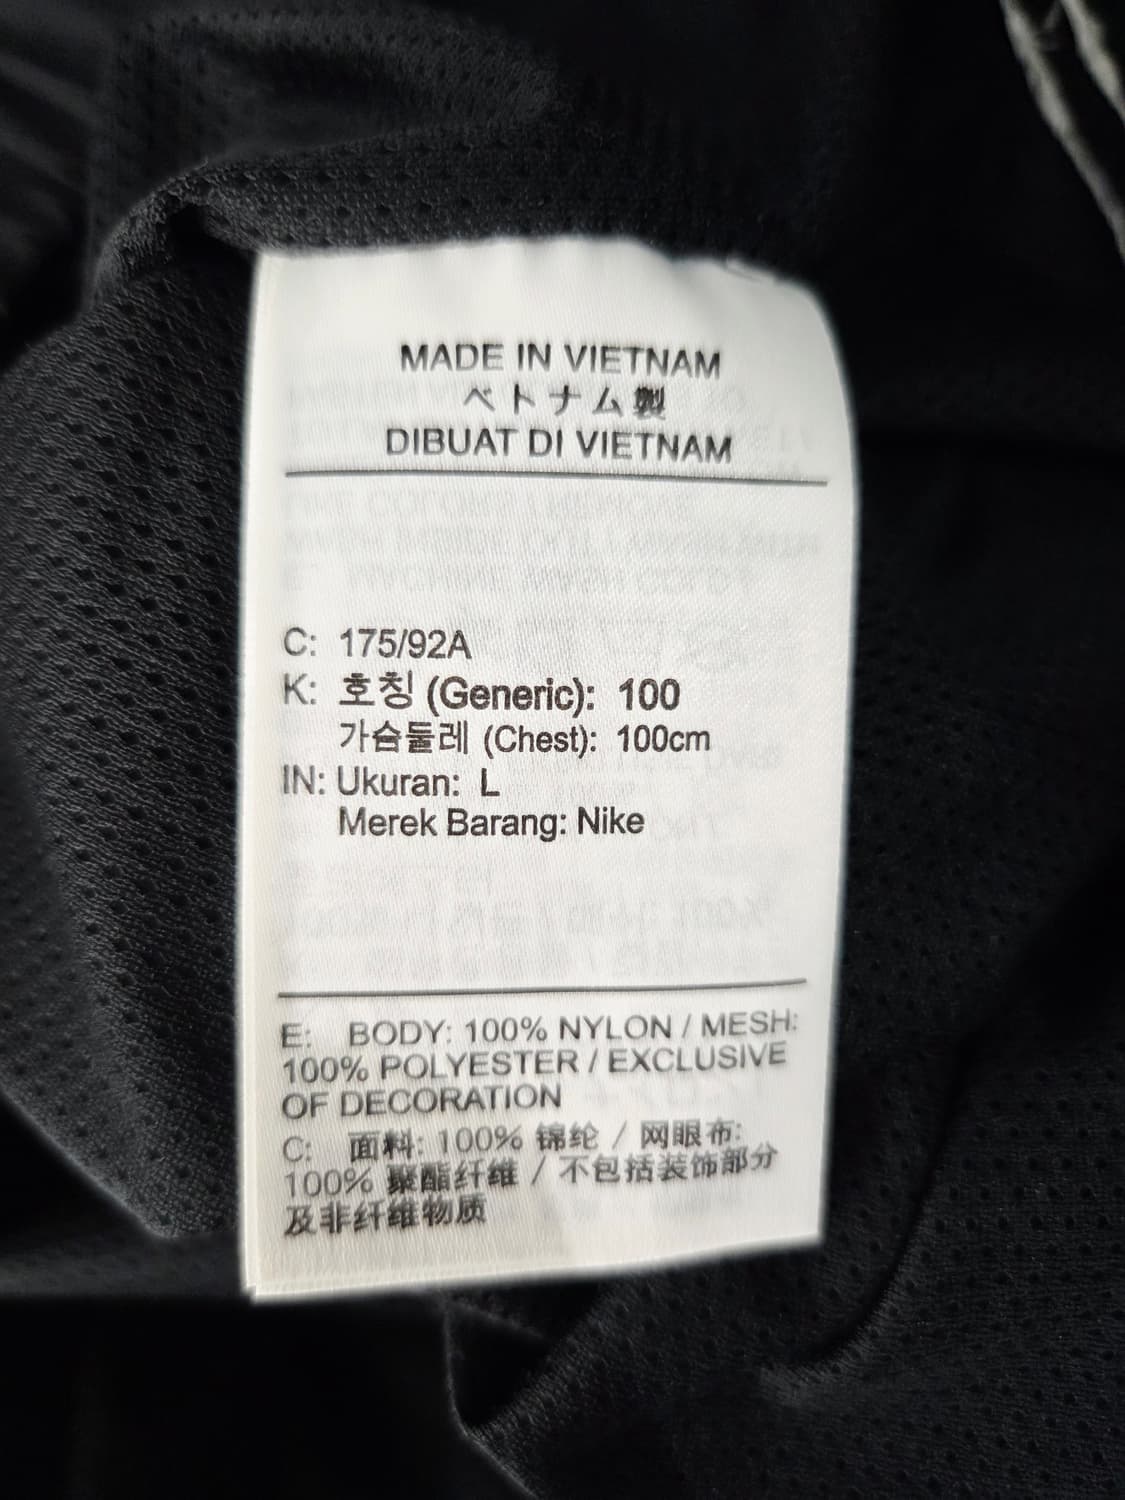 MADE IN VIETNAM
ベトナム製
DIBUAT DI VIETNAM
C: 175/92A
K: 호칭 (Generic): 100
가슴둘레 (Chest): 100cm
IN: Ukuran: L
Merek Barang: Nike
E: BODY: 100% NYLON / MESH:
100% POLYESTER / EXCLUSIVE
OF DECORATION
C: 面料: 100% 锦纶 / 网眼布:
100% 聚酯纤维 / 不包括装饰部分
及非纤维物质